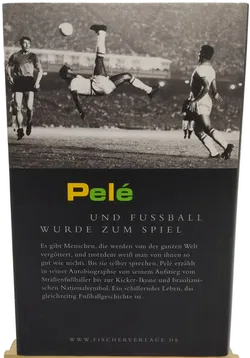 Pelé
UND FUSSBALL
WURDE ZUM SPIEL
Es gibt Menschen, die werden von der ganzen Welt
vergöttert, und trotzdem weiß man von ihnen so
gut wie nichts. Bis sie selber sprechen. Pelé erzählt
in seiner Autobiographie von seinem Aufstieg vom
Straßenfußballer bis zur Kicker-Ikone und brasiliani-
schen Nationalheiligtum. Ein schillerndes Leben, das
gleichzeitig Fußballgeschichte ist.
WWW.FISCHERVERLAGE.DE